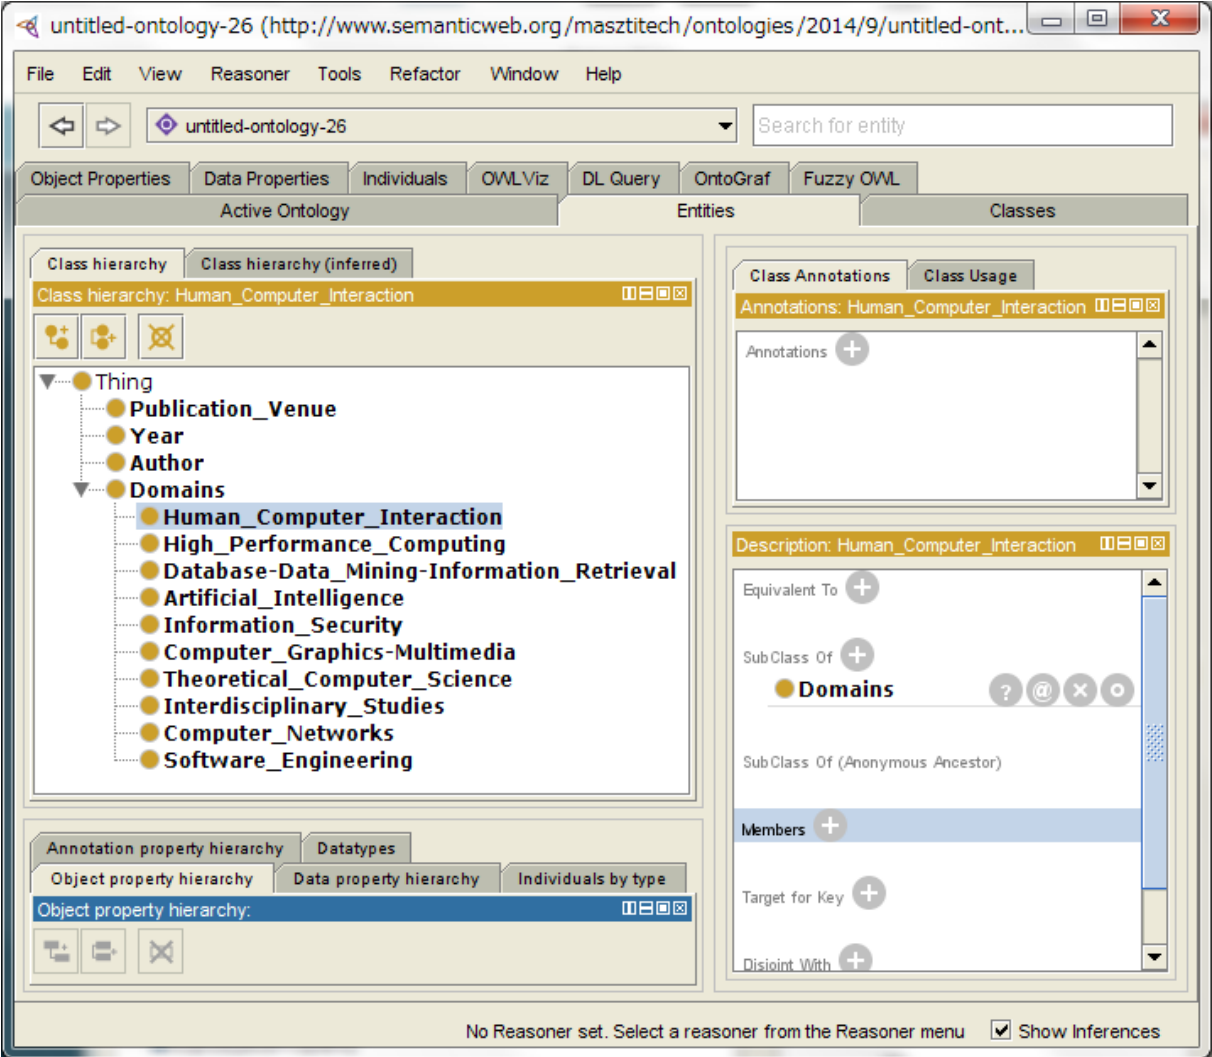 untitled-ontology-26 (http://www.semanticweb.org/masztitech/ontologies/2014/9/untitled-ont...
File Edit View Reasoner Tools Refactor Window Help
untitled-ontology-26 Search for entity
Object Properties Data Properties Individuals OWLViz DL Query OntoGraf Fuzzy OWL
Active Ontology Entities Classes
Class hierarchy Class hierarchy (inferred)
Class hierarchy: Human_Computer_Interaction
Thing
Publication_Venue
Year
Author
Domains
Human_Computer_Interaction
High_Performance_Computing
Database-Data_Mining-Information_Retrieval
Artificial_Intelligence
Information_Security
Computer_Graphics-Multimedia
Theoretical_Computer_Science
Interdisciplinary_Studies
Computer_Networks
Software_Engineering
Annotation property hierarchy Datatypes
Object property hierarchy Data property hierarchy Individuals by type
Object property hierarchy:
Class Annotations Class Usage
Annotations: Human_Computer_Interaction
Annotations
Description: Human_Computer_Interaction
Equivalent To
SubClass Of
Domains
SubClass Of (Anonymous Ancestor)
Members
Target for Key
Disjoint With
No Reasoner set. Select a reasoner from the Reasoner menu Show Inferences